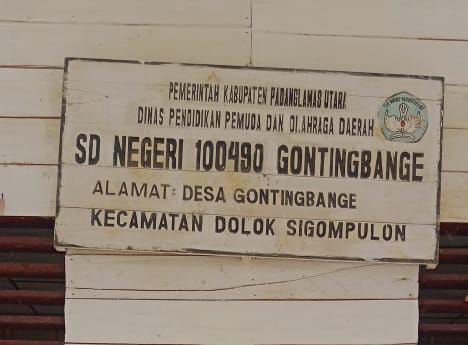 PEMERINTAH KABUPATEN PADANGLAWAS UTARA
DINAS PENDIDIKAN PEMUDA DAN OLAHRAGA DAERAH
SD NEGERI 100490 GONTINGBANGE
ALAMAT: DESA GONTINGBANGE
KECAMATAN DOLOK SIGOMPULON